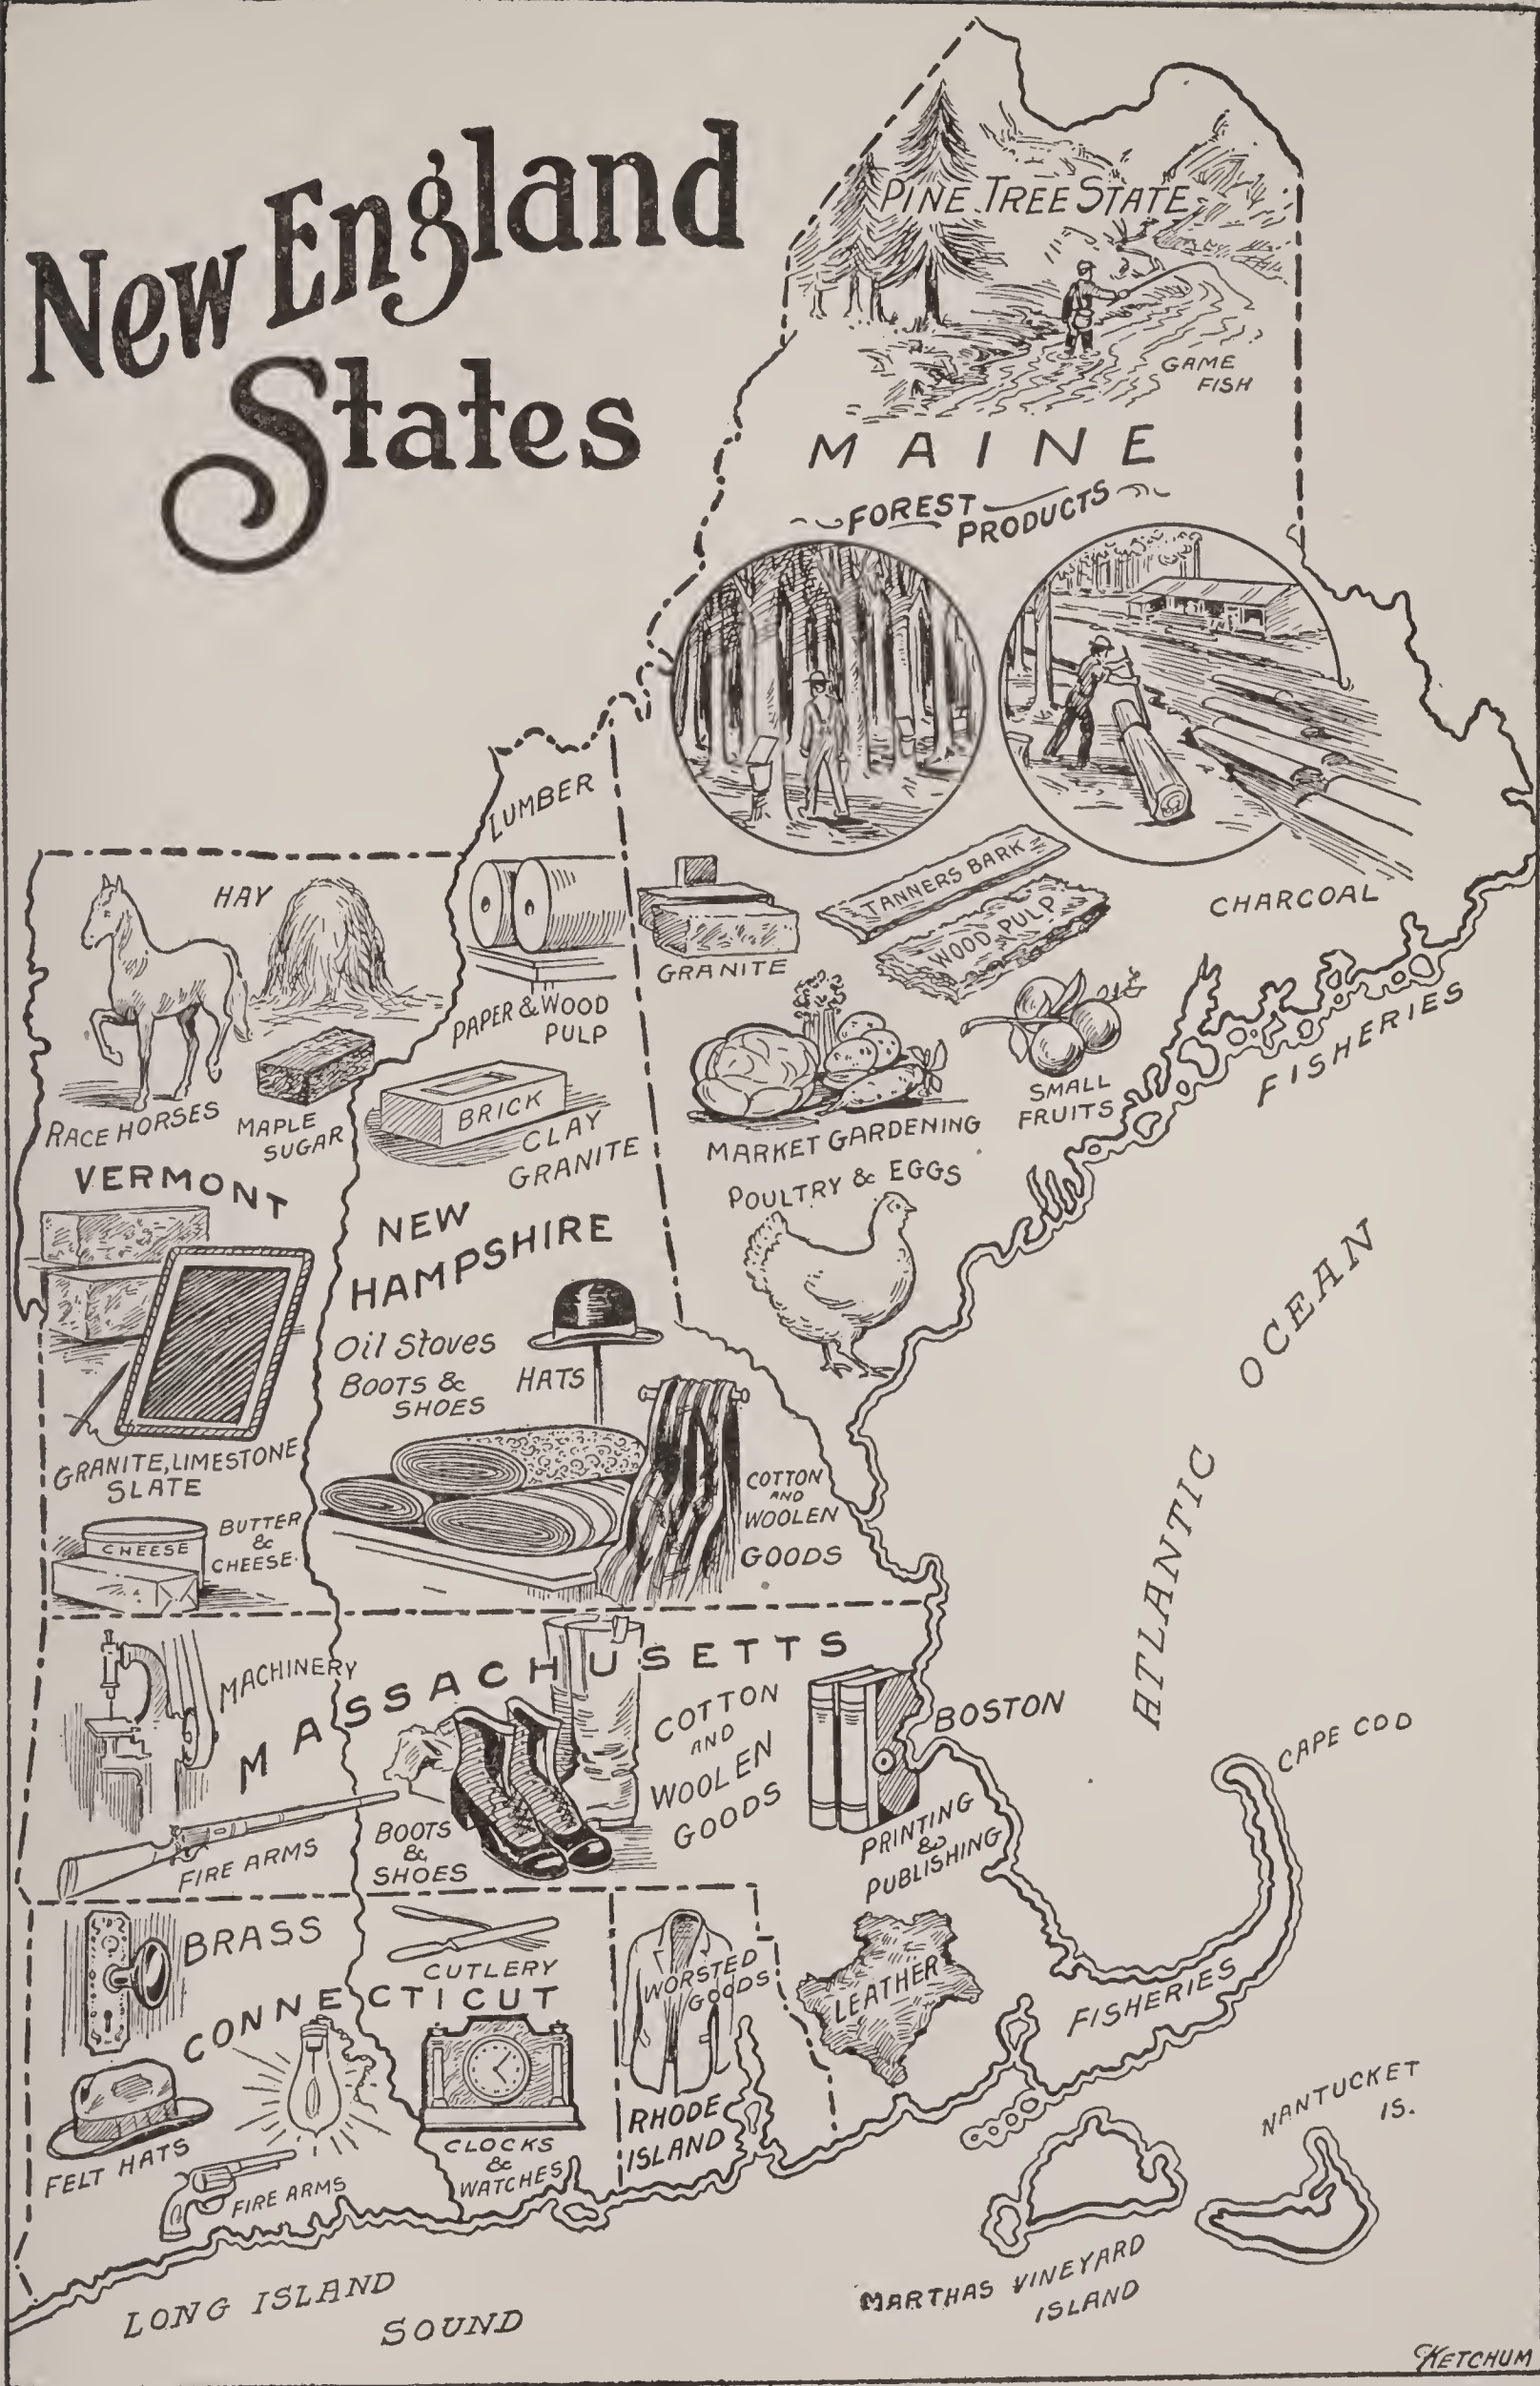 New England
States
PINE TREE STATE
GAME
FISH
MAINE
FOREST
PRODUCTS
TANNERS BARK
WOOD PULP
CHARCOAL
GRANITE
SMALL
FRUITS
MARKET GARDENING
POULTRY & EGGS
FISHERIES
LUMBER
PAPER & WOOD
PULP
BRICK
CLAY
GRANITE
NEW
HAMPSHIRE
Oil Stoves
BOOTS &
SHOES
HATS
COTTON
AND
WOOLEN
GOODS
HAY
RACE HORSES
MAPLE
SUGAR
VERMONT
GRANITE, LIMESTONE
SLATE
CHEESE
BUTTER
&
CHEESE.
MASSACHUSETTS
MACHINERY
FIRE ARMS
BOOTS
&
SHOES
COTTON
AND
WOOLEN
GOODS
BOSTON
PRINTING
&
PUBLISHING
LEATHER
FISHERIES
CAPE COD
ATLANTIC OCEAN
BRASS
CONNECTICUT
CUTLERY
FELT HATS
FIRE ARMS
CLOCKS
&
WATCHES
WORSTED
GOODS
RHODE
ISLAND
NANTUCKET
IS.
MARTHAS VINEYARD
ISLAND
LONG ISLAND
SOUND
KETCHUM